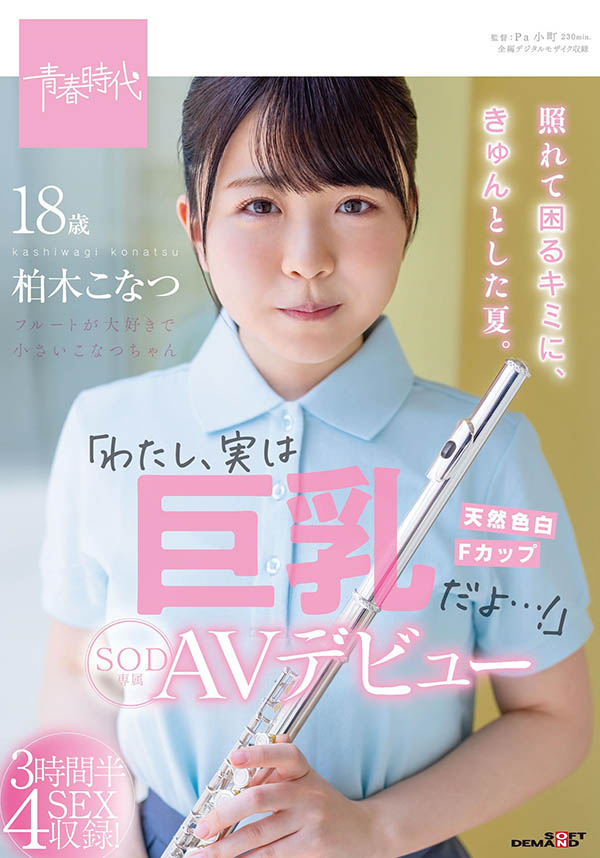 監督:Pa 小町 230min.
全編デジタルモザイク収録
青春時代
照れて困るキミに、
きゅんとした夏。
18歳
kashiwagi konatsu
柏木こなつ
フルートが大好きで
小さいこなつちゃん
「わたし、実は
巨乳
だよ…!」
天然色白
Fカップ
SOD
専属
AVデビュー
3時間半
4SEX
収録!
SOFT
ON
DEMAND